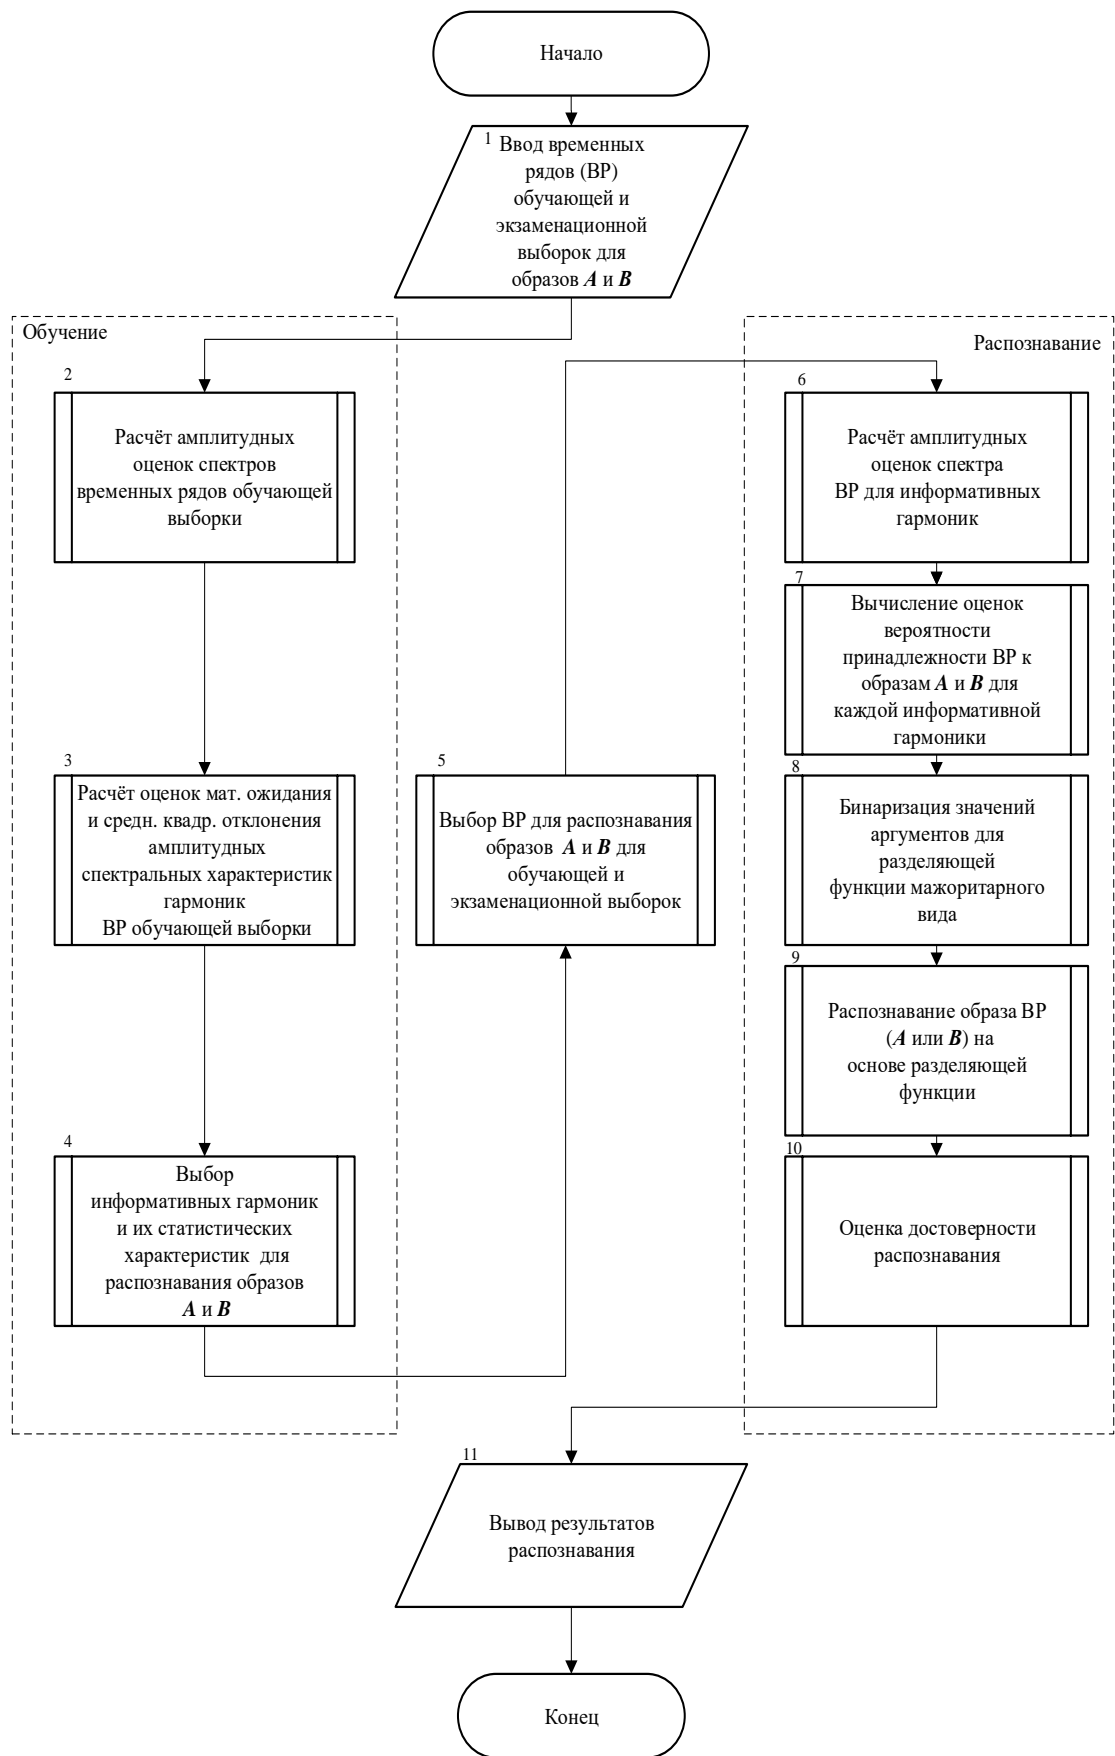 Начало
1
Ввод временных
рядов (ВР)
обучающей и
экзаменационной
выборок для
образов A и B
Обучение
2
Расчёт амплитудных
оценок спектров
временных рядов обучающей
выборки
3
Расчёт оценок мат. ожидания
и средн. квадр. отклонения
амплитудных
спектральных характеристик
гармоник
ВР обучающей выборки
4
Выбор
информативных гармоник
и их статистических
характеристик для
распознавания образов
A и B
5
Выбор ВР для распознавания
образов A и B для
обучающей и
экзаменационной выборок
Распознавание
6
Расчёт амплитудных
оценок спектра
ВР для информативных
гармоник
7
Вычисление оценок
вероятности
принадлежности ВР к
образам A и B для
каждой информативной
гармоники
8
Бинаризация значений
аргументов для
разделяющей
функции мажоритарного
вида
9
Распознавание образа ВР
(A или B) на
основе разделяющей
функции
10
Оценка достоверности
распознавания
11
Вывод результатов
распознавания
Конец